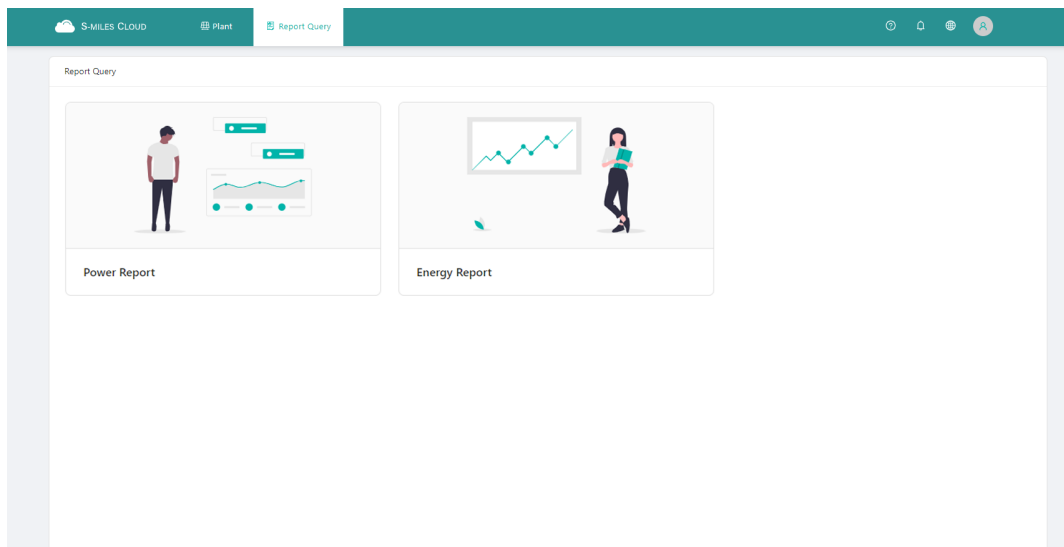 S-MILES CLOUD
Plant
Report Query
Report Query
Power Report
Energy Report